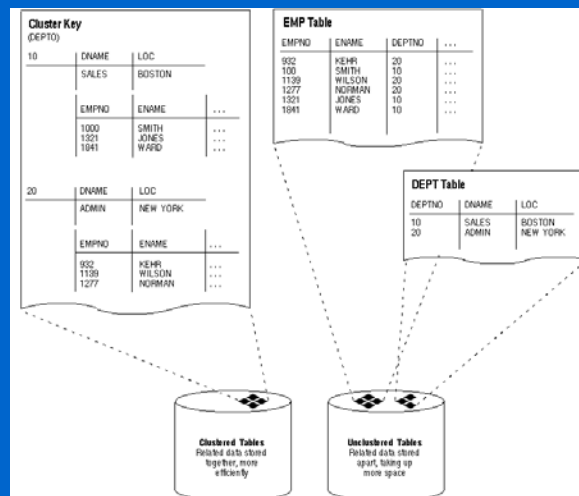 Cluster Key
(DEPTO)
10 DNAME LOC
SALES BOSTON
EMPNO ENAME ...
1000 SMITH ...
1321 JONES ...
1841 WARD ...
20 DNAME LOC
ADMIN NEW YORK
EMPNO ENAME ...
932 KEHR ...
1139 WILSON ...
1277 NORMAN ...
EMP Table
EMPNO ENAME DEPTNO ...
932 KEHR 20 ...
100 SMITH 10 ...
1139 WILSON 20 ...
1277 NORMAN 20 ...
1321 JONES 10 ...
1841 WARD 10 ...
DEPT Table
DEPTNO DNAME LOC
10 SALES BOSTON
20 ADMIN NEW YORK
Clustered Tables
Related data stored
together, more
efficiently
Unclustered Tables
Related data stored
apart, taking up
more space